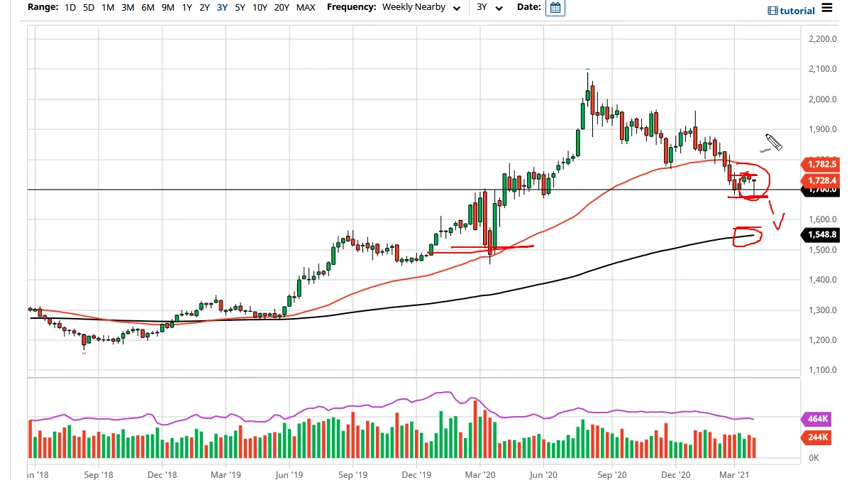 Range: 1D 5D 1M 3M 6M 9M 1Y 2Y 3Y 5Y 10Y 20Y MAX Frequency: Weekly Nearby 3Y Date: tutorial
2,200.0
2,100.0
2,000.0
1,900.0
1,782.5
1,728.4
1,700.0
1,600.0
1,548.8
1,500.0
1,400.0
1,300.0
1,200.0
1,100.0
464K
244K
0K
un '18 Sep '18 Dec '18 Mar '19 Jun '19 Sep '19 Dec '19 Mar '20 Jun '20 Sep '20 Dec '20 Mar '21